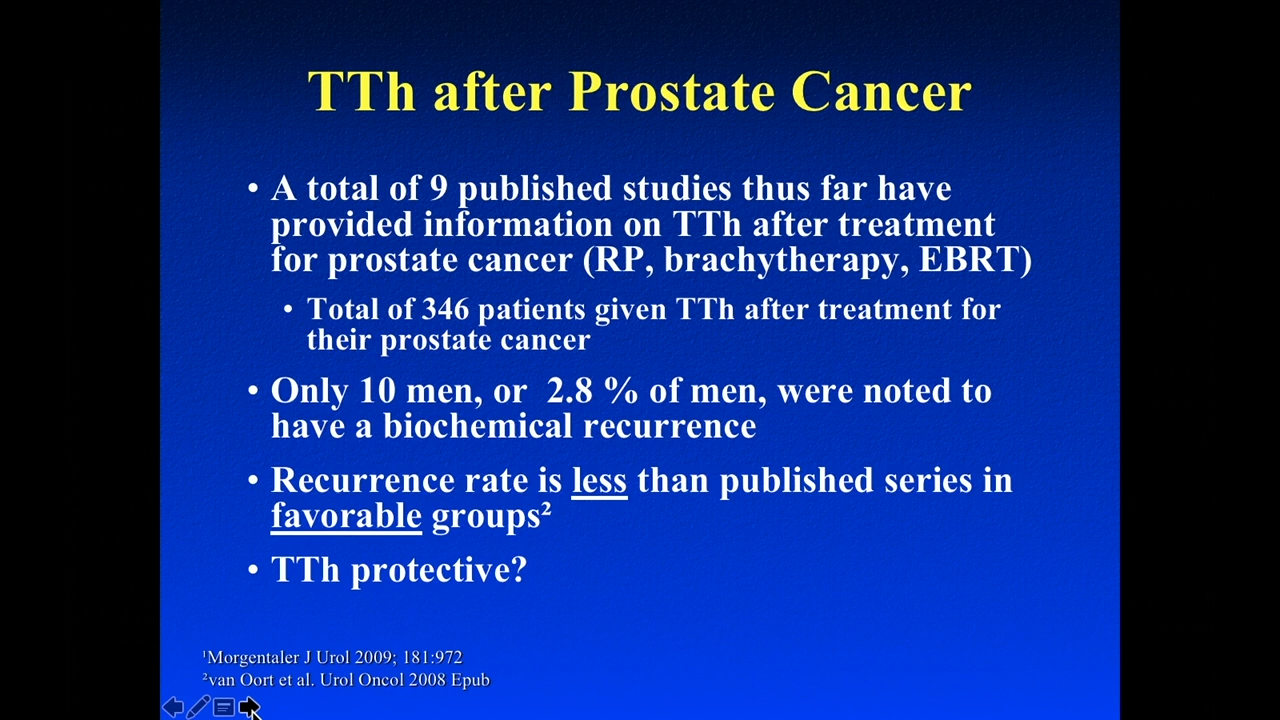 TTh after Prostate Cancer
• A total of 9 published studies thus far have
provided information on TTh after treatment
for prostate cancer (RP, brachytherapy, EBRT)
• Total of 346 patients given TTh after treatment for
their prostate cancer
• Only 10 men, or  2.8 % of men, were noted to
have a biochemical recurrence
• Recurrence rate is less than published series in
favorable groups²
• TTh protective?
¹Morgentaler J Urol 2009; 181:972
²van Oort et al. Urol Oncol 2008 Epub